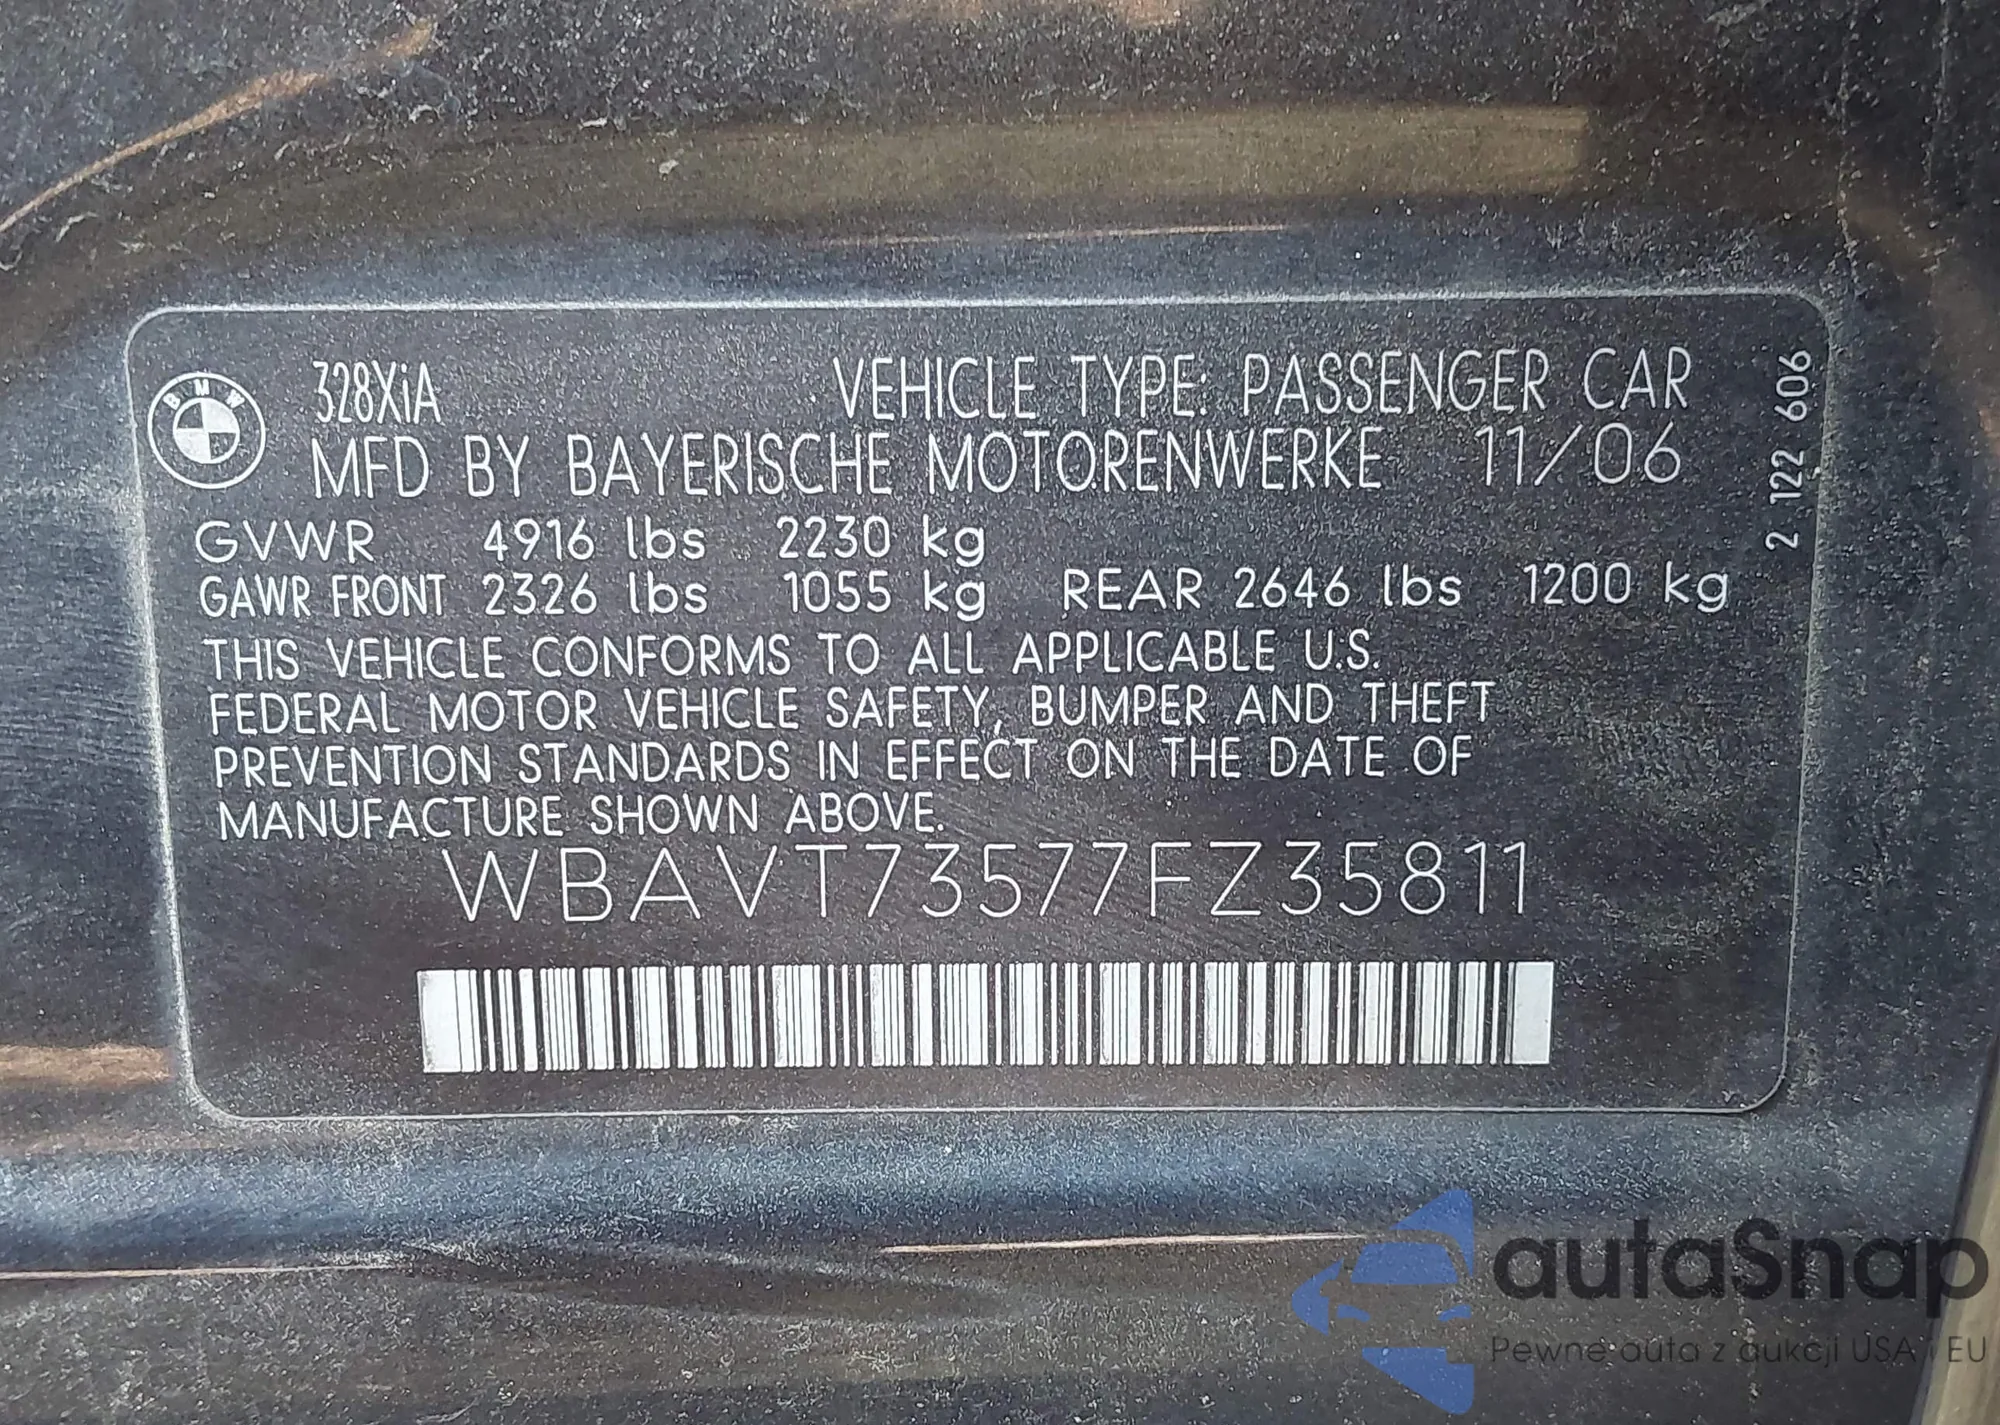 BMW
328XiA
VEHICLE TYPE: PASSENGER CAR
MFD BY BAYERISCHE MOTORENWERKE 11/06
GVWR 4916 lbs 2230 kg
GAWR FRONT 2326 lbs 1055 kg REAR 2646 lbs 1200 kg
THIS VEHICLE CONFORMS TO ALL APPLICABLE U.S.
FEDERAL MOTOR VEHICLE SAFETY, BUMPER AND THEFT
PREVENTION STANDARDS IN EFFECT ON THE DATE OF
MANUFACTURE SHOWN ABOVE.
WBAVT73577FZ35811
2 122 606
autaSnap
Pewne auta z aukcji USA i EU